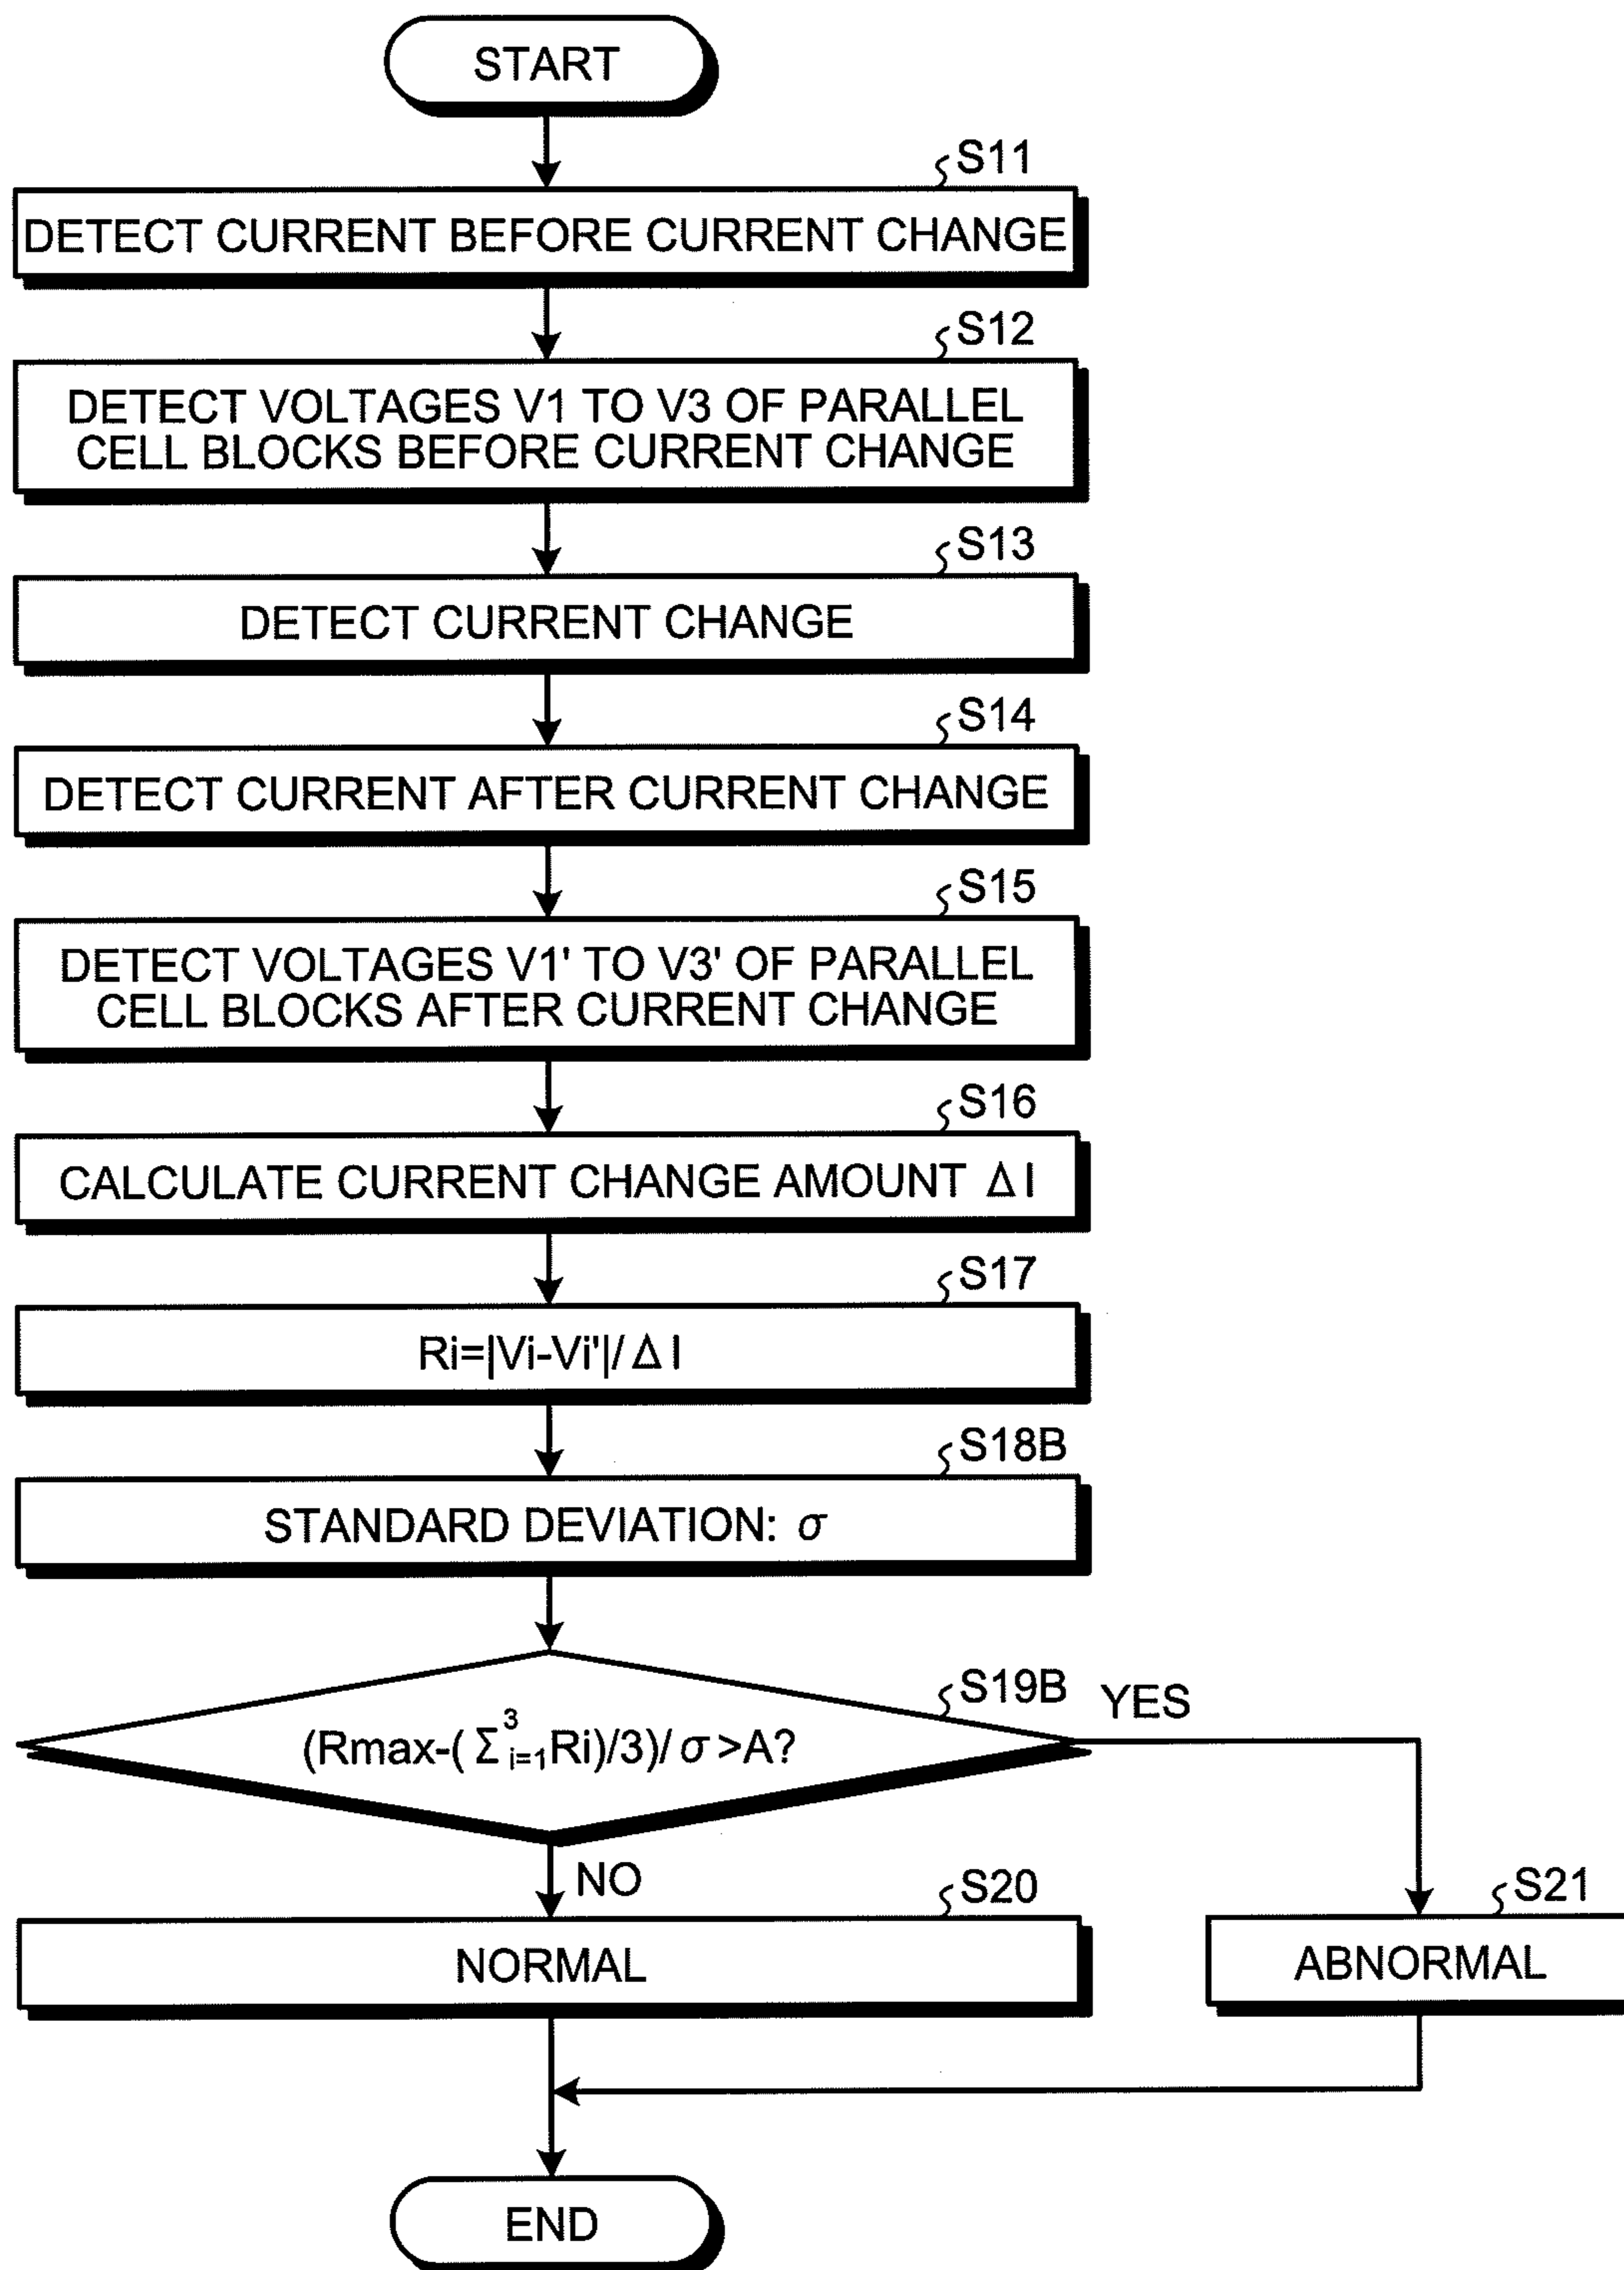 START
S11
DETECT CURRENT BEFORE CURRENT CHANGE
S12
DETECT VOLTAGES V1 TO V3 OF PARALLEL
CELL BLOCKS BEFORE CURRENT CHANGE
S13
DETECT CURRENT CHANGE
S14
DETECT CURRENT AFTER CURRENT CHANGE
S15
DETECT VOLTAGES V1' TO V3' OF PARALLEL
CELL BLOCKS AFTER CURRENT CHANGE
S16
CALCULATE CURRENT CHANGE AMOUNT ΔI
S17
Ri=|Vi-Vi'|/ΔI
S18B
STANDARD DEVIATION: σ
S19B
YES
(Rmax-(Σ³ᵢ₌₁Ri)/3)/σ>A?
NO
S20
S21
NORMAL
ABNORMAL
END